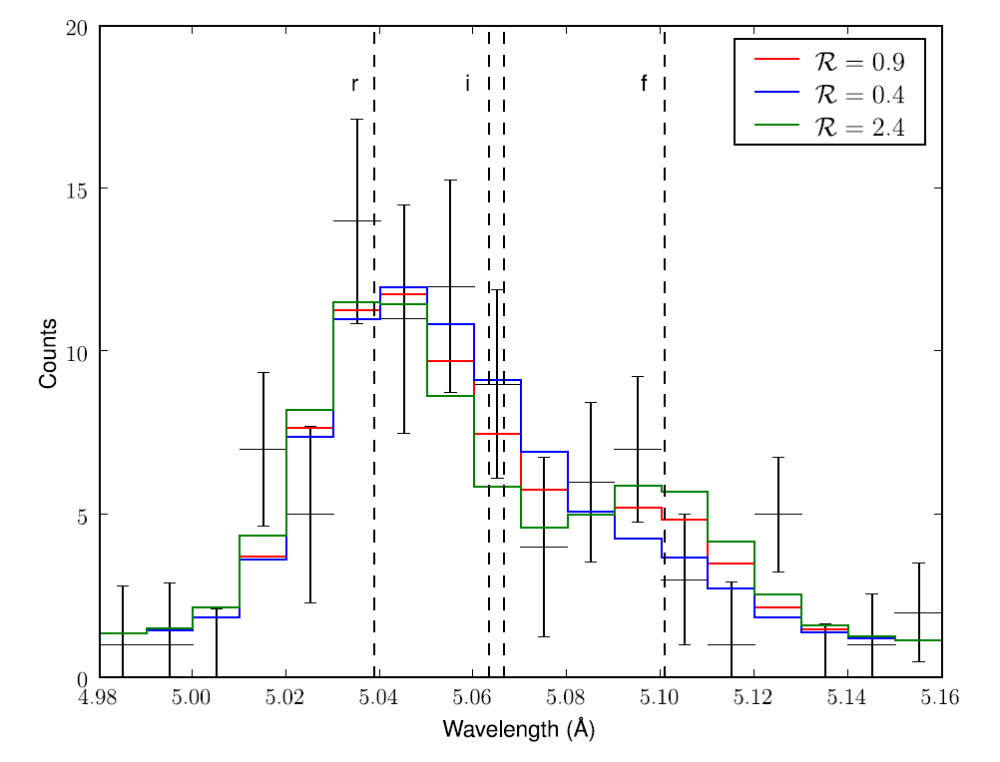 20
15
10
5
0
4.98 5.00 5.02 5.04 5.06 5.08 5.10 5.12 5.14 5.16
Counts
Wavelength (Å)
r i f
ℛ = 0.9
ℛ = 0.4
ℛ = 2.4